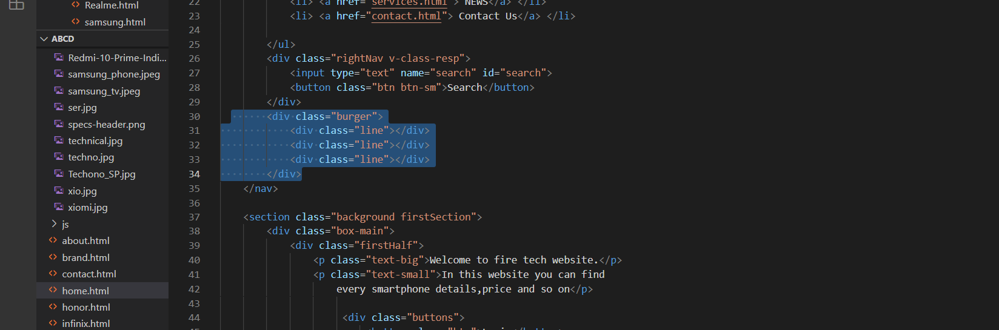 Realme.html
samsung.html
ABCD
Redmi-10-Prime-Indi...
samsung_phone.jpeg
samsung_tv.jpeg
ser.jpg
specs-header.png
technical.jpg
techno.jpg
Techono_SP.jpg
xio.jpg
xiomi.jpg
js
about.html
brand.html
contact.html
home.html
honor.html
infinix.html
22 <li> <a href="services.html"> NEWS</a> </li>
23 <li> <a href="contact.html"> Contact Us</a> </li>
24
25 </ul>
26 <div class="rightNav v-class-resp">
27 <input type="text" name="search" id="search">
28 <button class="btn btn-sm">Search</button>
29 </div>
30 <div class="burger">
31 <div class="line"></div>
32 <div class="line"></div>
33 <div class="line"></div>
34 </div>
35 </nav>
36
37 <section class="background firstSection">
38 <div class="box-main">
39 <div class="firstHalf">
40 <p class="text-big">Welcome to fire tech website.</p>
41 <p class="text-small">In this website you can find
42 every smartphone details,price and so on</p>
43
44 <div class="buttons">